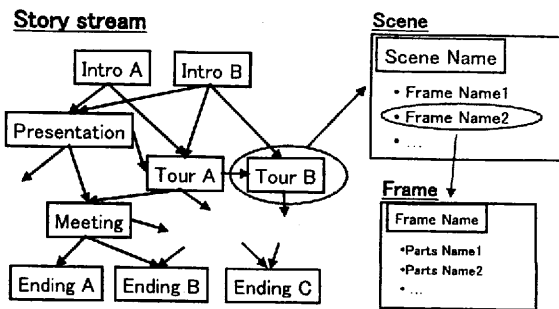 Story stream
Intro A
Intro B
Presentation
Tour A
Tour B
Meeting
Ending A
Ending B
Ending C
Scene
Scene Name
• Frame Name1
• Frame Name2
• ...
Frame
Frame Name
•Parts Name1
•Parts Name2
• ...